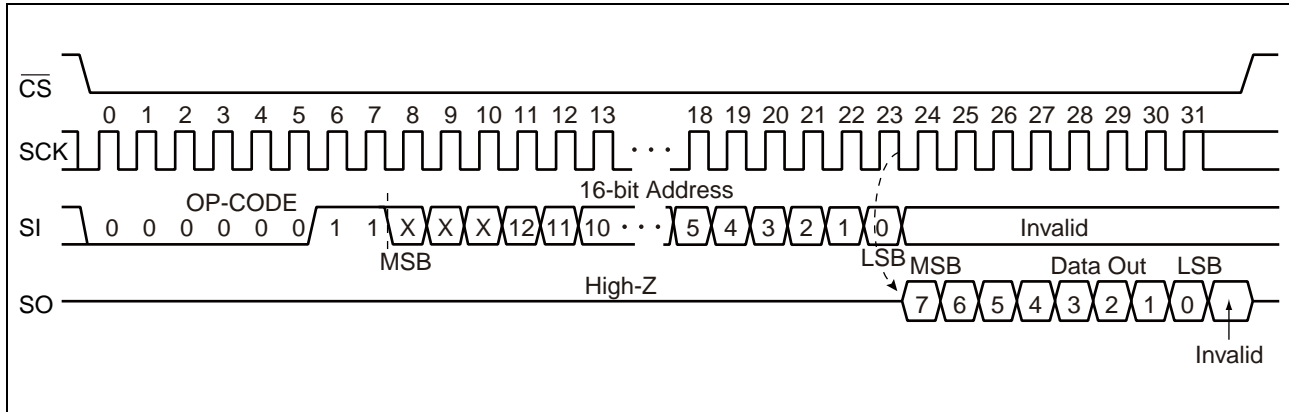 CS
0 1 2 3 4 5 6 7 8 9 10 11 12 13 18 19 20 21 22 23 24 25 26 27 28 29 30 31
SCK
···
OP-CODE 16-bit Address
SI 0 0 0 0 0 0 1 1 X X X 12 11 10 ··· 5 4 3 2 1 0 Invalid
MSB LSB MSB Data Out LSB
High-Z
SO 7 6 5 4 3 2 1 0
Invalid